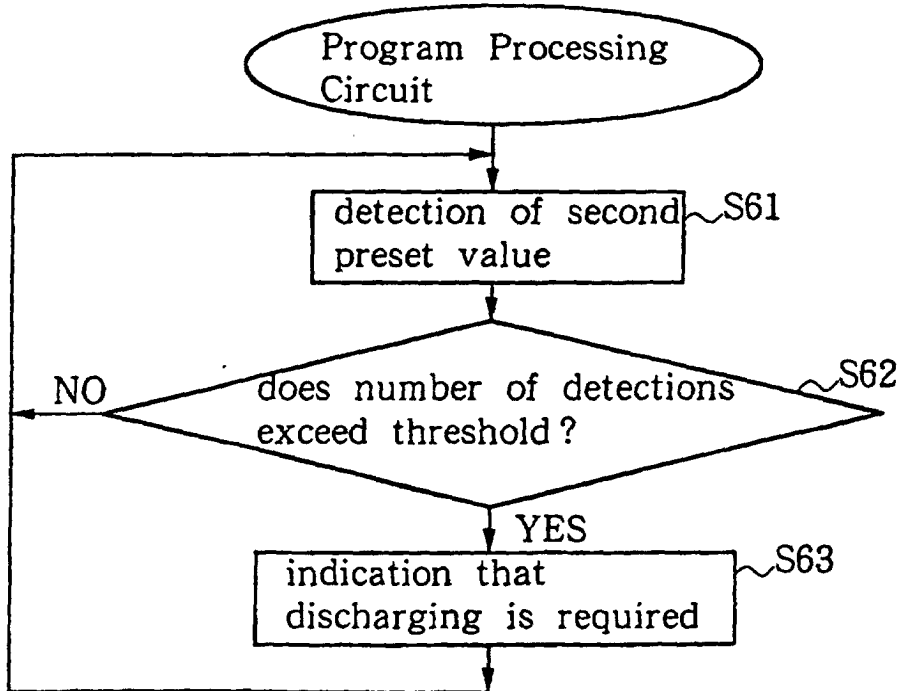 Program Processing
Circuit
detection of second
preset value
S61
does number of detections
exceed threshold?
S62
NO
YES
indication that
discharging is required
S63